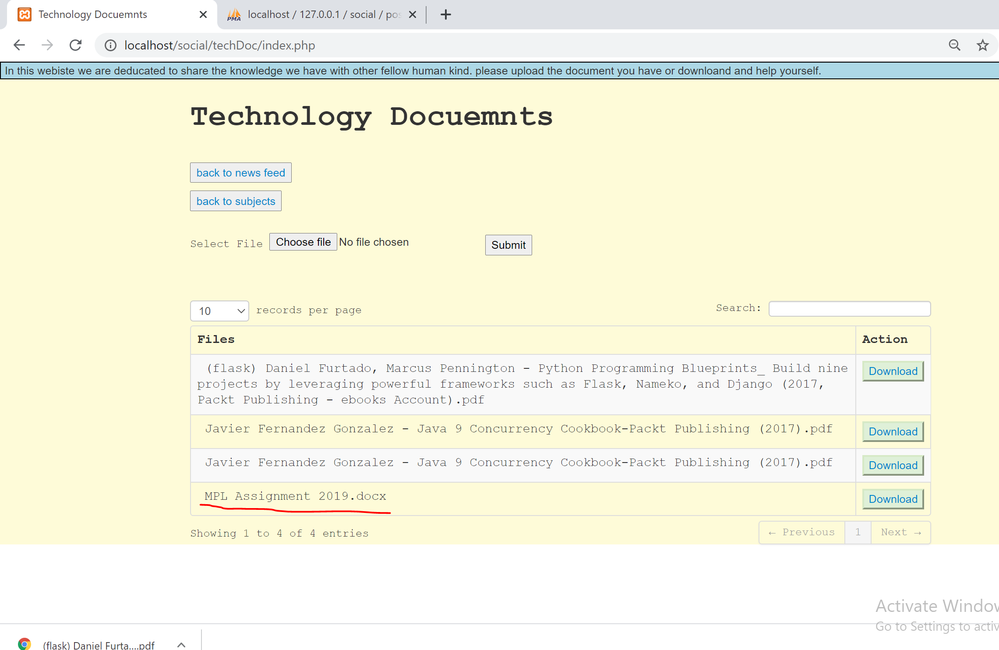 Technology Docuemnts
localhost / 127.0.0.1 / social / pos
localhost/social/techDoc/index.php
In this webiste we are deducated to share the knowledge we have with other fellow human kind. please upload the document you have or downloand and help yourself.
Technology Docuemnts
back to news feed
back to subjects
Select File Choose file No file chosen Submit
10 records per page Search:
Files Action
(flask) Daniel Furtado, Marcus Pennington - Python Programming Blueprints_ Build nine Download
projects by leveraging powerful frameworks such as Flask, Nameko, and Django (2017,
Packt Publishing - ebooks Account).pdf
Javier Fernandez Gonzalez - Java 9 Concurrency Cookbook-Packt Publishing (2017).pdf Download
Javier Fernandez Gonzalez - Java 9 Concurrency Cookbook-Packt Publishing (2017).pdf Download
MPL Assignment 2019.docx Download
Showing 1 to 4 of 4 entries ← Previous 1 Next →
Activate Window
Go to Settings to activ
(flask) Daniel Furta....pdf
PMA